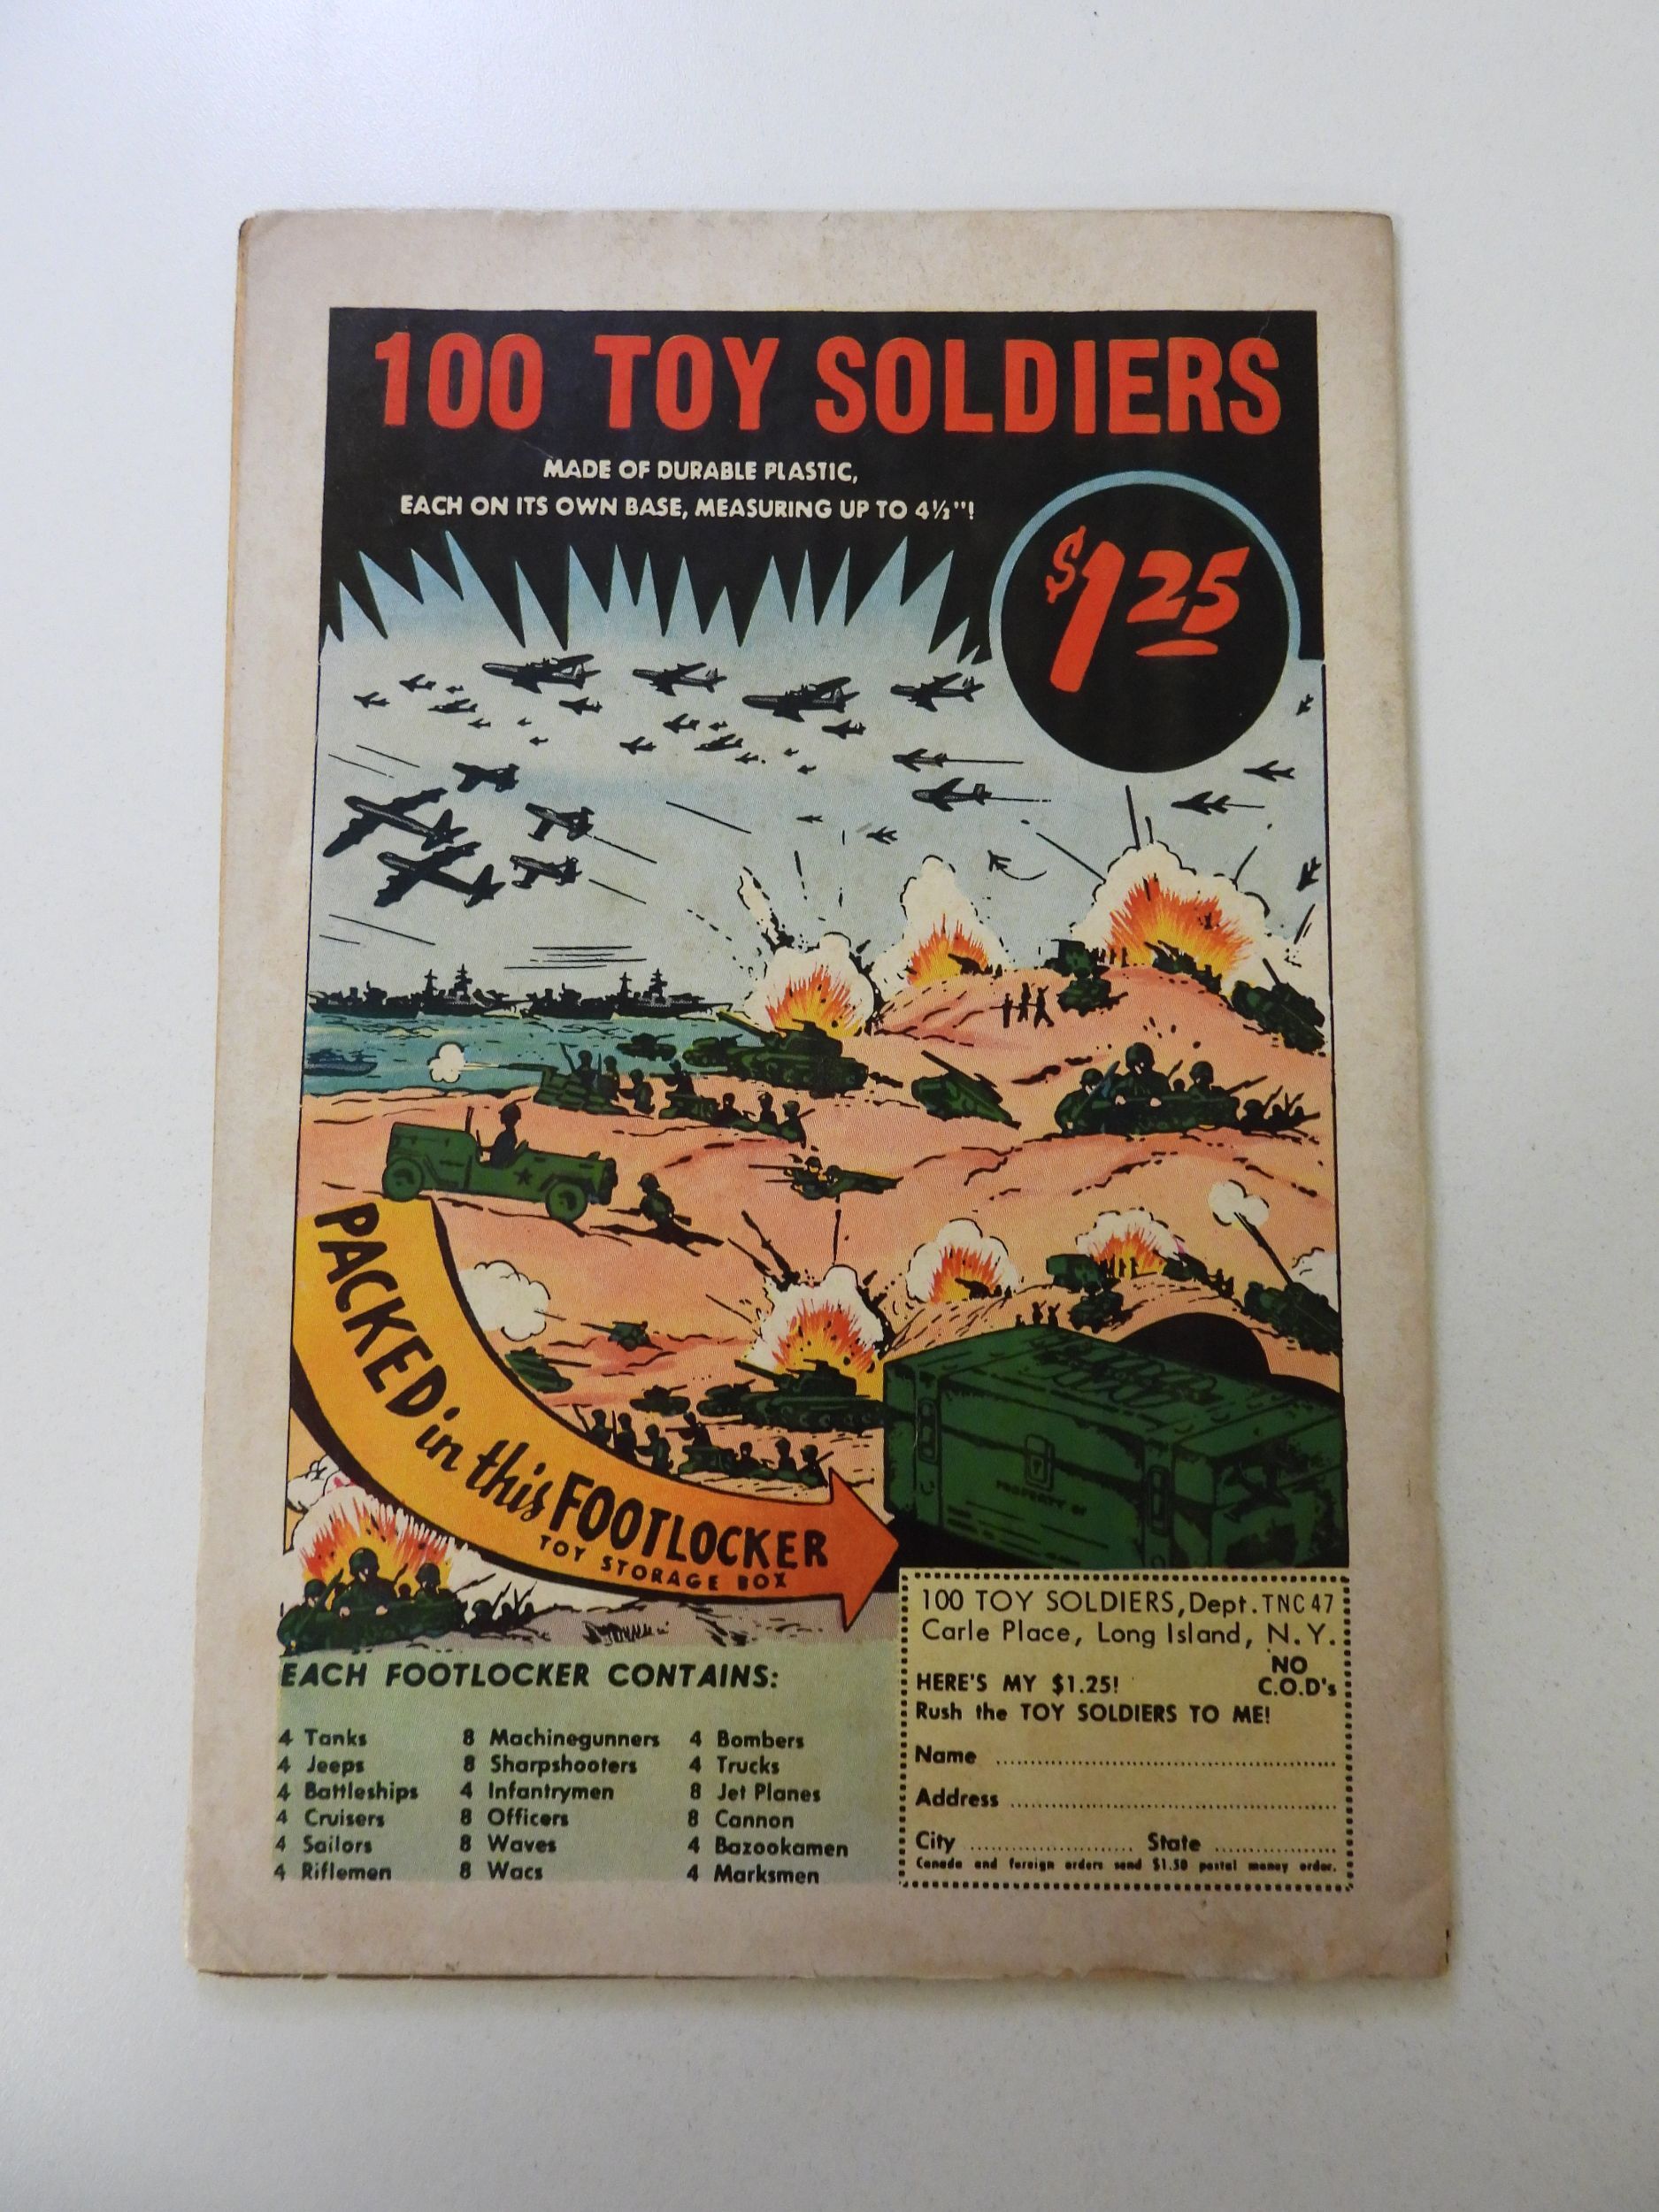 100 TOY SOLDIERS
MADE OF DURABLE PLASTIC,
EACH ON ITS OWN BASE, MEASURING UP TO 4½"!
$1 25
PACKED in this FOOTLOCKER
TOY STORAGE BOX
PROPERTY OF
EACH FOOTLOCKER CONTAINS:
4 Tanks
4 Jeeps
4 Battleships
4 Cruisers
4 Sailors
4 Riflemen
8 Machinegunners
8 Sharpshooters
4 Infantrymen
8 Officers
8 Waves
8 Wacs
4 Bombers
4 Trucks
8 Jet Planes
8 Cannon
4 Bazookamen
4 Marksmen
100 TOY SOLDIERS, Dept. TNC 47
Carle Place, Long Island, N.Y.
NO
HERE'S MY $1.25! C.O.D's
Rush the TOY SOLDIERS TO ME!
Name
Address
City State
Canada and foreign orders send $1.50 postal money order.